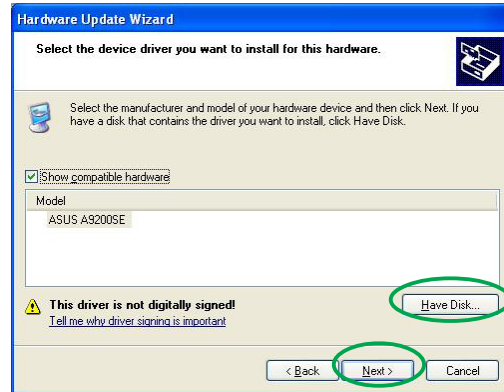 Hardware Update Wizard
Select the device driver you want to install for this hardware.
Select the manufacturer and model of your hardware device and then click Next. If you
have a disk that contains the driver you want to install, click Have Disk.
Show compatible hardware
Model
ASUS A9200SE
This driver is not digitally signed!
Tell me why driver signing is important
Have Disk...
< Back
Next >
Cancel